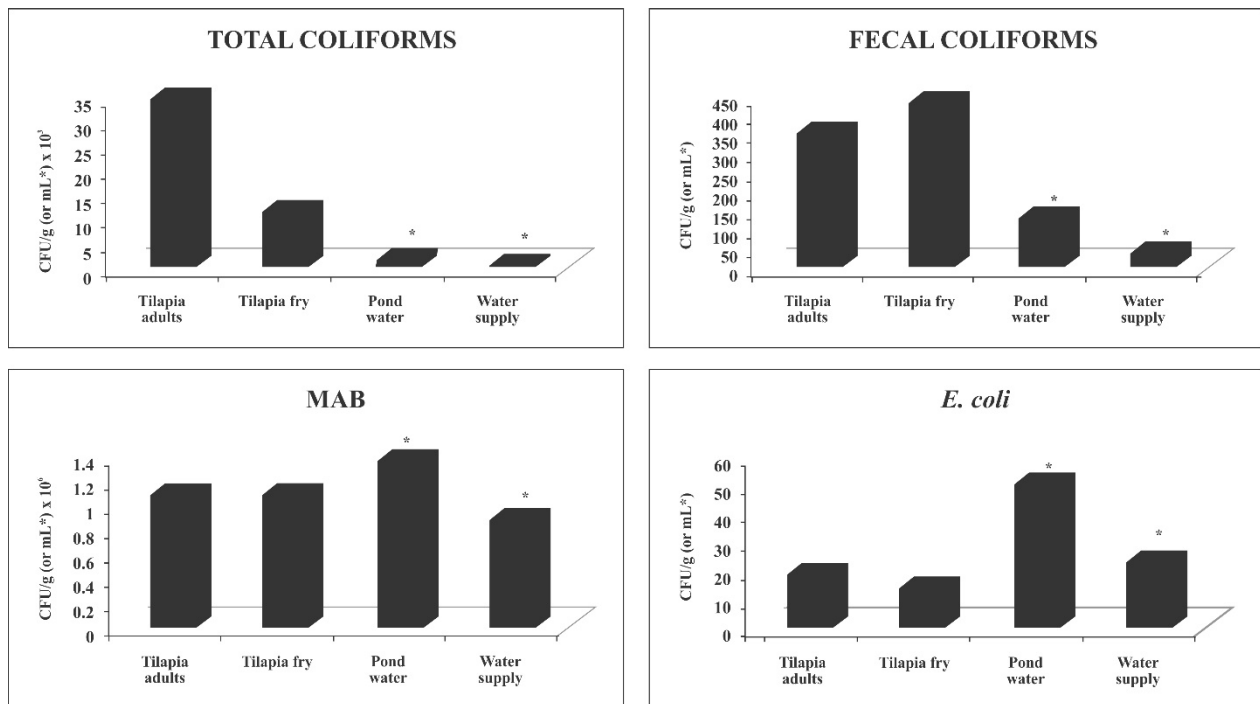 TOTAL COLIFORMS
CFU/g (or mL*) x 10³
35
30
25
20
15
10
5
0
*
*
Tilapia
adults
Tilapia fry
Pond
water
Water
supply
FECAL COLIFORMS
CFU/g (or mL*)
450
400
350
300
250
200
150
100
50
0
*
*
Tilapia
adults
Tilapia fry
Pond
water
Water
supply
MAB
CFU/g (or mL*) x 10⁶
1.4
1.2
1
0.8
0.6
0.4
0.2
0
*
*
Tilapia
adults
Tilapia fry
Pond
water
Water
supply
E. coli
CFU/g (or mL*)
60
50
40
30
20
10
0
*
*
Tilapia
adults
Tilapia fry
Pond
water
Water
supply